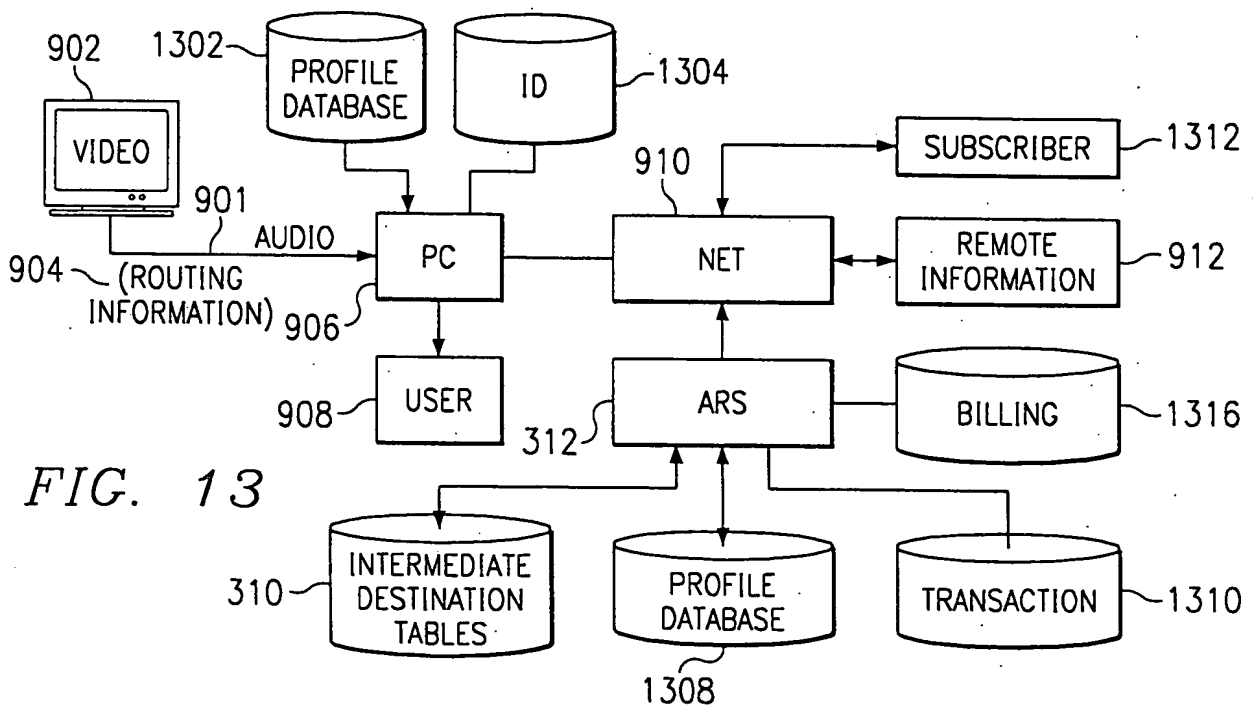 1302
902
PROFILE
DATABASE
ID
1304
VIDEO
910
SUBSCRIBER
1312
901
AUDIO
904
(ROUTING
INFORMATION)
906
PC
NET
REMOTE
INFORMATION
912
908
USER
312
ARS
BILLING
1316
FIG. 13
310
INTERMEDIATE
DESTINATION
TABLES
PROFILE
DATABASE
1308
TRANSACTION
1310